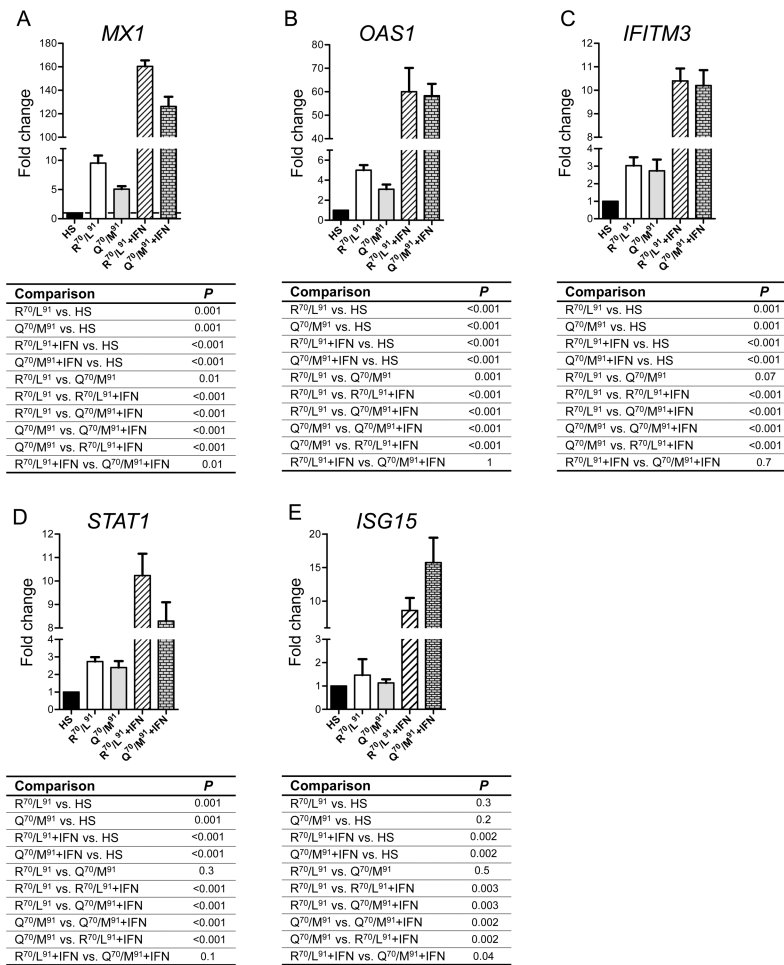 A
MX1
Fold change
160
140
120
100
10
5
0
HS
R⁷⁰/L⁹¹
Q⁷⁰/M⁹¹
R⁷⁰/L⁹¹+IFN
Q⁷⁰/M⁹¹+IFN
Comparison P
R⁷⁰/L⁹¹ vs. HS 0.001
Q⁷⁰/M⁹¹ vs. HS 0.001
R⁷⁰/L⁹¹+IFN vs. HS <0.001
Q⁷⁰/M⁹¹+IFN vs. HS <0.001
R⁷⁰/L⁹¹ vs. Q⁷⁰/M⁹¹ 0.01
R⁷⁰/L⁹¹ vs. R⁷⁰/L⁹¹+IFN <0.001
R⁷⁰/L⁹¹ vs. Q⁷⁰/M⁹¹+IFN <0.001
Q⁷⁰/M⁹¹ vs. Q⁷⁰/M⁹¹+IFN <0.001
Q⁷⁰/M⁹¹ vs. R⁷⁰/L⁹¹+IFN <0.001
R⁷⁰/L⁹¹+IFN vs. Q⁷⁰/M⁹¹+IFN 0.01
B
OAS1
Fold change
80
70
60
50
40
6
4
2
0
HS
R⁷⁰/L⁹¹
Q⁷⁰/M⁹¹
R⁷⁰/L⁹¹+IFN
Q⁷⁰/M⁹¹+IFN
Comparison P
R⁷⁰/L⁹¹ vs. HS <0.001
Q⁷⁰/M⁹¹ vs. HS <0.001
R⁷⁰/L⁹¹+IFN vs. HS <0.001
Q⁷⁰/M⁹¹+IFN vs. HS <0.001
R⁷⁰/L⁹¹ vs. Q⁷⁰/M⁹¹ 0.001
R⁷⁰/L⁹¹ vs. R⁷⁰/L⁹¹+IFN <0.001
R⁷⁰/L⁹¹ vs. Q⁷⁰/M⁹¹+IFN <0.001
Q⁷⁰/M⁹¹ vs. Q⁷⁰/M⁹¹+IFN <0.001
Q⁷⁰/M⁹¹ vs. R⁷⁰/L⁹¹+IFN <0.001
R⁷⁰/L⁹¹+IFN vs. Q⁷⁰/M⁹¹+IFN 1
C
IFITM3
Fold change
12
11
10
9
8
4
3
2
1
0
HS
R⁷⁰/L⁹¹
Q⁷⁰/M⁹¹
R⁷⁰/L⁹¹+IFN
Q⁷⁰/M⁹¹+IFN
Comparison P
R⁷⁰/L⁹¹ vs. HS 0.001
Q⁷⁰/M⁹¹ vs. HS 0.001
R⁷⁰/L⁹¹+IFN vs. HS <0.001
Q⁷⁰/M⁹¹+IFN vs. HS <0.001
R⁷⁰/L⁹¹ vs. Q⁷⁰/M⁹¹ 0.07
R⁷⁰/L⁹¹ vs. R⁷⁰/L⁹¹+IFN <0.001
R⁷⁰/L⁹¹ vs. Q⁷⁰/M⁹¹+IFN <0.001
Q⁷⁰/M⁹¹ vs. Q⁷⁰/M⁹¹+IFN <0.001
Q⁷⁰/M⁹¹ vs. R⁷⁰/L⁹¹+IFN <0.001
R⁷⁰/L⁹¹+IFN vs. Q⁷⁰/M⁹¹+IFN 0.7
D
STAT1
Fold change
12
11
10
9
8
4
3
2
1
0
HS
R⁷⁰/L⁹¹
Q⁷⁰/M⁹¹
R⁷⁰/L⁹¹+IFN
Q⁷⁰/M⁹¹+IFN
Comparison P
R⁷⁰/L⁹¹ vs. HS 0.001
Q⁷⁰/M⁹¹ vs. HS 0.001
R⁷⁰/L⁹¹+IFN vs. HS <0.001
Q⁷⁰/M⁹¹+IFN vs. HS <0.001
R⁷⁰/L⁹¹ vs. Q⁷⁰/M⁹¹ 0.3
R⁷⁰/L⁹¹ vs. R⁷⁰/L⁹¹+IFN <0.001
R⁷⁰/L⁹¹ vs. Q⁷⁰/M⁹¹+IFN <0.001
Q⁷⁰/M⁹¹ vs. Q⁷⁰/M⁹¹+IFN <0.001
Q⁷⁰/M⁹¹ vs. R⁷⁰/L⁹¹+IFN <0.001
R⁷⁰/L⁹¹+IFN vs. Q⁷⁰/M⁹¹+IFN 0.1
E
ISG15
Fold change
20
15
10
3
2
1
0
HS
R⁷⁰/L⁹¹
Q⁷⁰/M⁹¹
R⁷⁰/L⁹¹+IFN
Q⁷⁰/M⁹¹+IFN
Comparison P
R⁷⁰/L⁹¹ vs. HS 0.3
Q⁷⁰/M⁹¹ vs. HS 0.2
R⁷⁰/L⁹¹+IFN vs. HS 0.002
Q⁷⁰/M⁹¹+IFN vs. HS 0.002
R⁷⁰/L⁹¹ vs. Q⁷⁰/M⁹¹ 0.5
R⁷⁰/L⁹¹ vs. R⁷⁰/L⁹¹+IFN 0.003
R⁷⁰/L⁹¹ vs. Q⁷⁰/M⁹¹+IFN 0.003
Q⁷⁰/M⁹¹ vs. Q⁷⁰/M⁹¹+IFN 0.002
Q⁷⁰/M⁹¹ vs. R⁷⁰/L⁹¹+IFN 0.002
R⁷⁰/L⁹¹+IFN vs. Q⁷⁰/M⁹¹+IFN 0.04